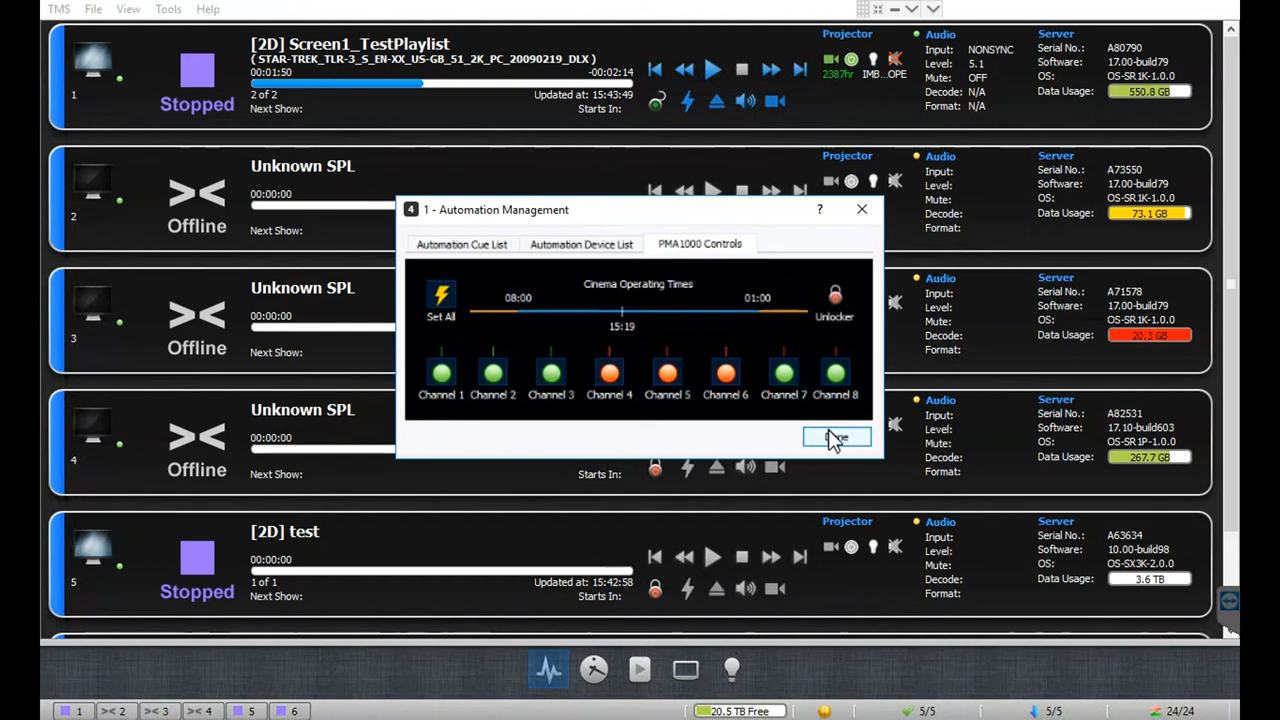 TMS File View Tools Help
1
Stopped
[2D] Screen1_TestPlaylist
( STAR-TREK_TLR-3_S_EN-XX_US-GB_51_2K_PC_20090219_DLX )
00:01:50 -00:02:14
2 of 2 Updated at: 15:43:49
Next Show: Starts In:
Projector
2387hr IMB...OPE
Audio
Input: NONSYNC
Level: 5.1
Mute: OFF
Decode: N/A
Format: N/A
Server
Serial No.: A80790
Software: 17.00-build79
OS: OS-SR1K-1.0.0
Data Usage: 550.8 GB
2
>< Offline
Unknown SPL
00:00:00
Next Show:
Projector
Audio
Input:
Level:
Mute:
Decode:
Format:
Server
Serial No.: A73550
Software: 17.00-build79
OS: OS-SR1K-1.0.0
Data Usage: 73.1 GB
3
>< Offline
Unknown SPL
00:00:00
Next Show:
Audio
Input:
Level:
Mute:
Decode:
Format:
Server
Serial No.: A71578
Software: 17.00-build79
OS: OS-SR1K-1.0.0
Data Usage: 20.3 GB
4
>< Offline
Unknown SPL
00:00:00
Next Show: Starts In:
Audio
Input:
Level:
Mute:
Decode:
Format:
Server
Serial No.: A82531
Software: 17.10-build603
OS: OS-SR1P-1.0.0
Data Usage: 267.7 GB
5
Stopped
[2D] test
00:00:00
1 of 1 Updated at: 15:42:58
Next Show: Starts In:
Projector
Audio
Input:
Level:
Mute:
Decode:
Format:
Server
Serial No.: A63634
Software: 10.00-build98
OS: OS-SX3K-2.0.0
Data Usage: 3.6 TB
4 1 - Automation Management ?
Automation Cue List Automation Device List PMA1000 Controls
Cinema Operating Times
08:00 01:00
Set All Unlocker
15:19
Channel 1 Channel 2 Channel 3 Channel 4 Channel 5 Channel 6 Channel 7 Channel 8
1 >< 2 >< 3 >< 4 5 6 20.5 TB Free 5/5 5/5 24/24